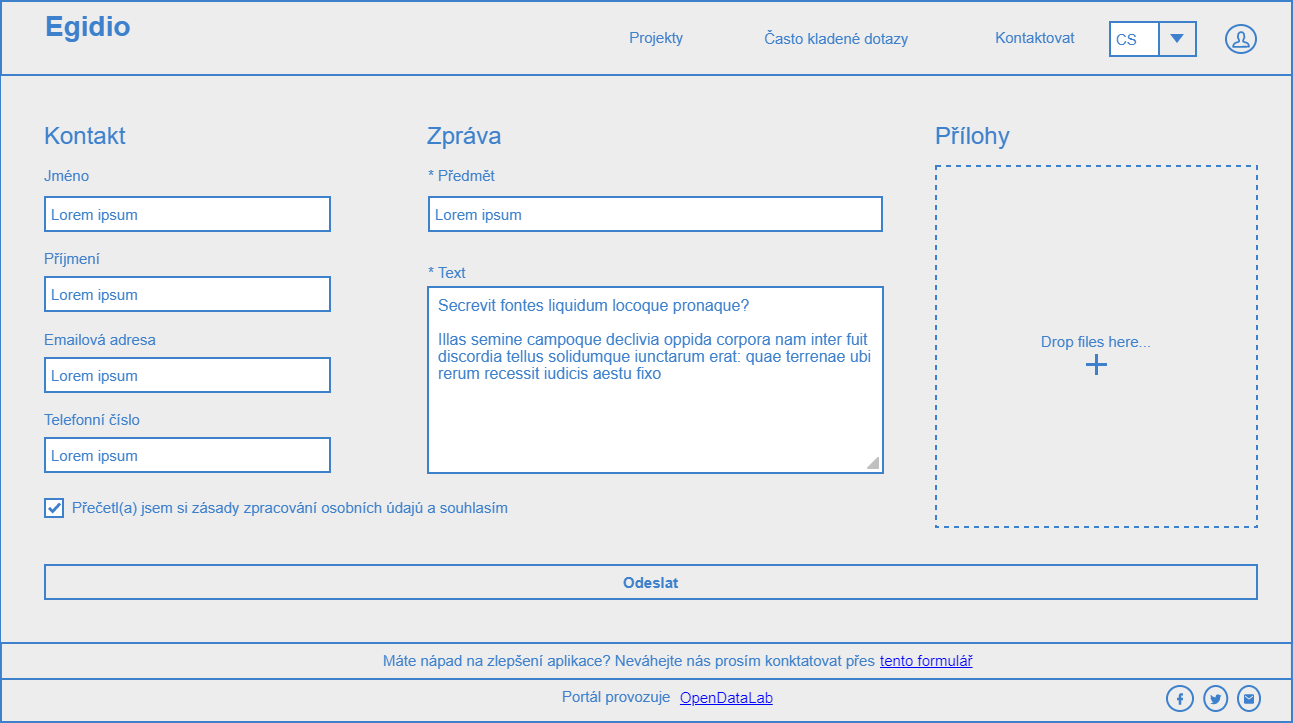 Egidio
Projekty
Často kladené dotazy
Kontaktovat
CS
Kontakt
Jméno
Lorem ipsum
Příjmení
Lorem ipsum
Emailová adresa
Lorem ipsum
Telefonní číslo
Lorem ipsum
Zpráva
* Předmět
Lorem ipsum
* Text
Secrevit fontes liquidum locoque pronaque?
Illas semine campoque declivia oppida corpora nam inter fuit
discordia tellus solidumque iunctarum erat: quae terrenae ubi
rerum recessit iudicis aestu fixo
Přílohy
Drop files here...
Přečetl(a) jsem si zásady zpracování osobních údajů a souhlasím
Odeslat
Máte nápad na zlepšení aplikace? Neváhejte nás prosím konktatovat přes tento formulář
Portál provozuje OpenDataLab